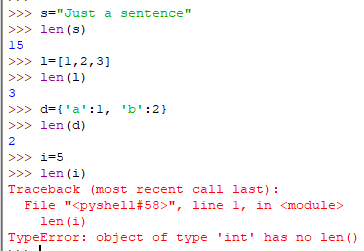 >>> s="Just a sentence"
>>> len(s)
15
>>> l=[1,2,3]
>>> len(l)
3
>>> d={'a':1, 'b':2}
>>> len(d)
2
>>> i=5
>>> len(i)
Traceback (most recent call last):
  File "<pyshell#58>", line 1, in <module>
    len(i)
TypeError: object of type 'int' has no len()